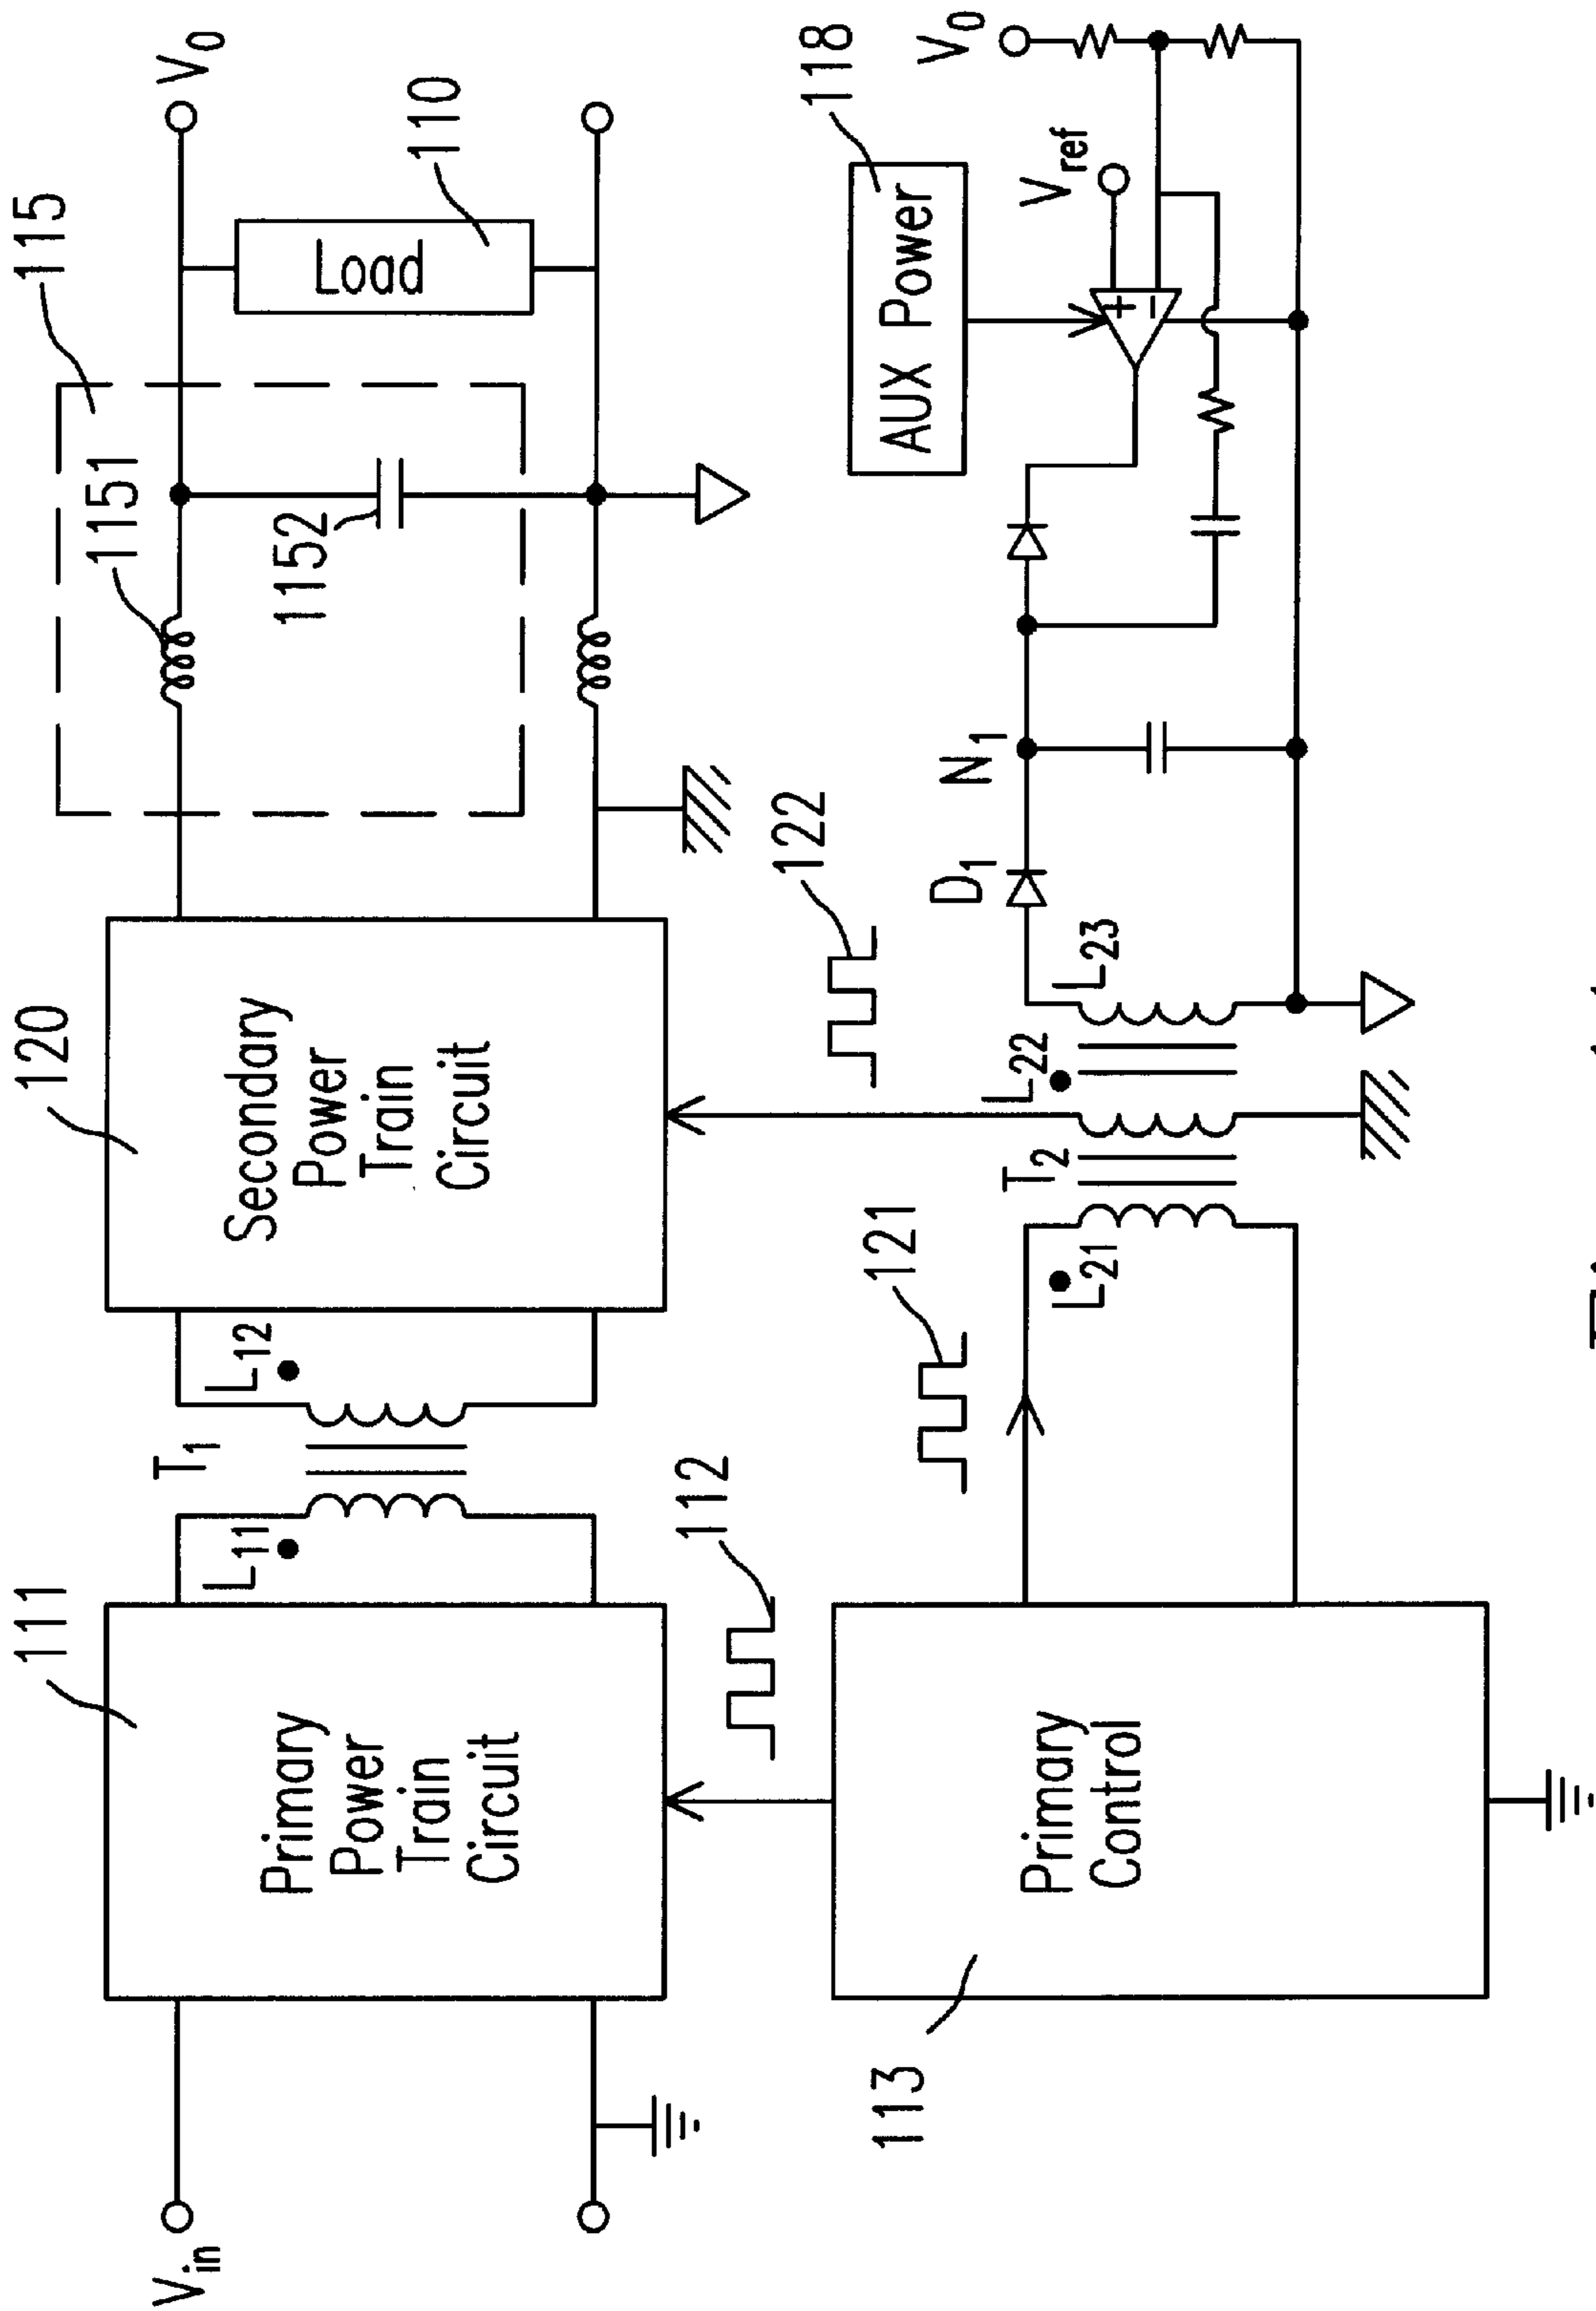 111
T₁
120
115
1151
V₀
L₁₁
L₁₂
1152
Load
110
Vin
Primary
Power
Train
Circuit
Secondary
Power
Train
Circuit
112
121
122
118
AUX Power
V₀
113
Primary
Control
L₂₁
T₂
L₂₂
L₂₃
D₁
N₁
Vref
+
−